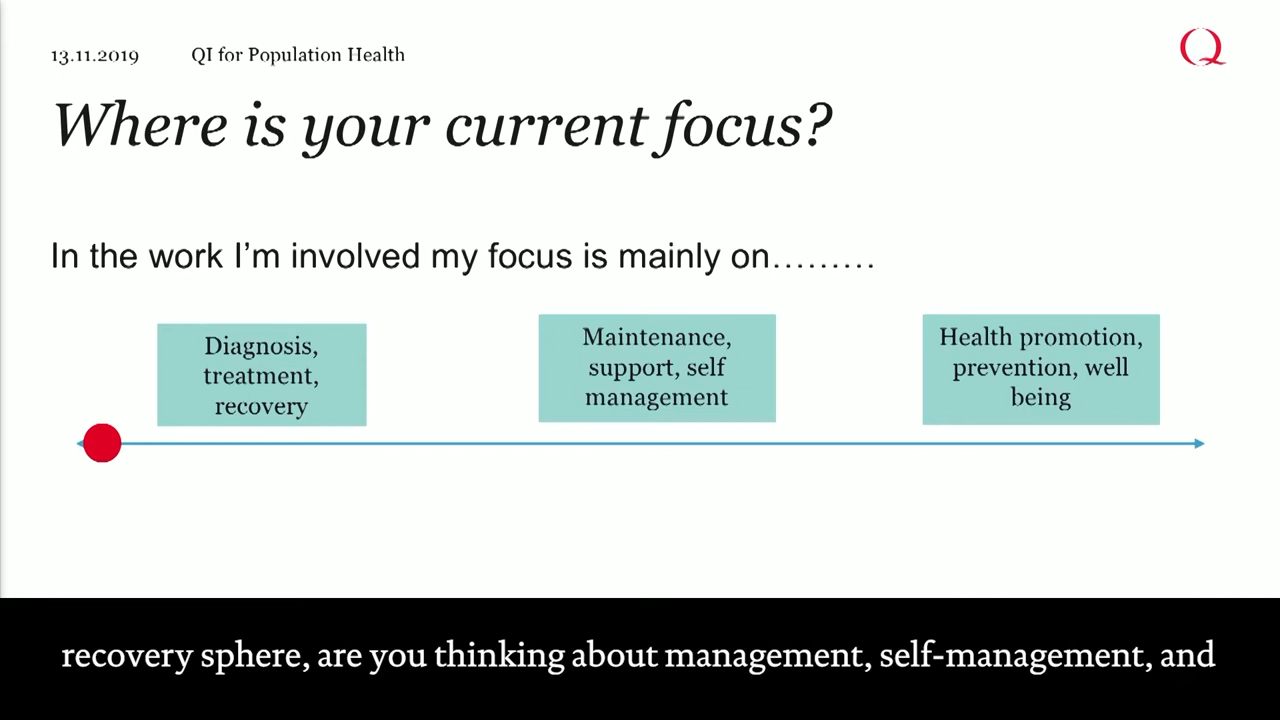 13.11.2019 QI for Population Health
Q
Where is your current focus?
In the work I'm involved my focus is mainly on.........
Diagnosis,
treatment,
recovery
Maintenance,
support, self
management
Health promotion,
prevention, well
being
recovery sphere, are you thinking about management, self-management, and